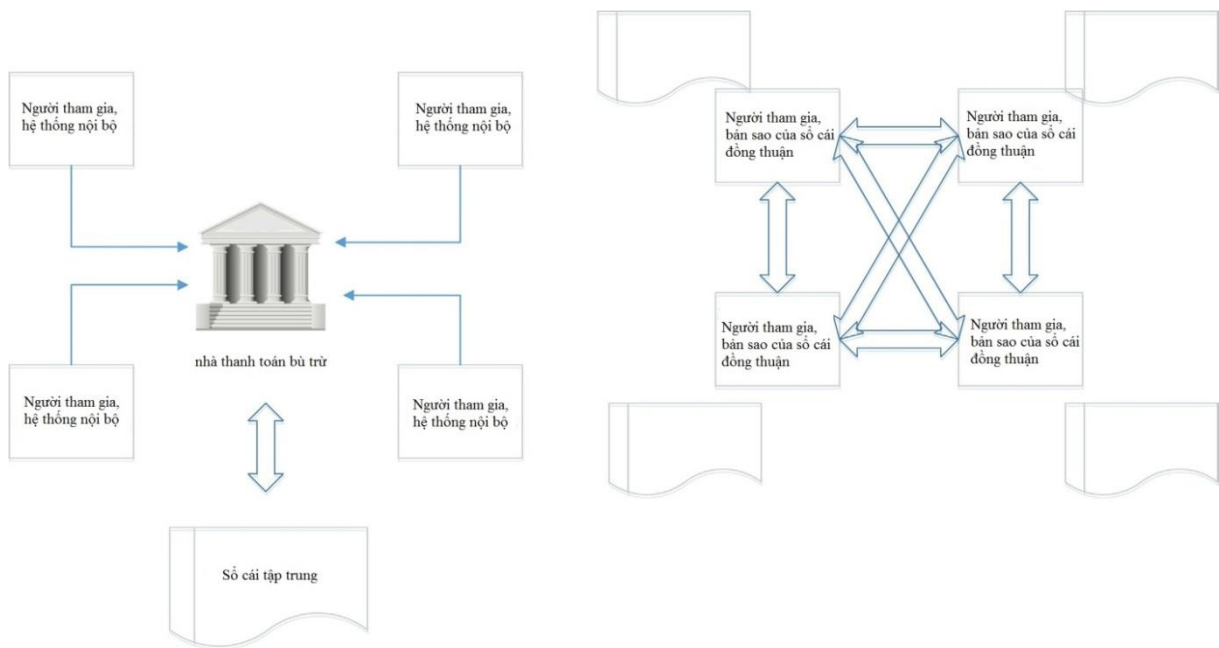 Người tham gia,
hệ thống nội bộ
Người tham gia,
hệ thống nội bộ
nhà thanh toán bù trừ
Người tham gia,
hệ thống nội bộ
Người tham gia,
hệ thống nội bộ
Sổ cái tập trung
Người tham gia,
bản sao của sổ cái
đồng thuận
Người tham gia,
bản sao của sổ cái
đồng thuận
Người tham gia,
bản sao của sổ cái
đồng thuận
Người tham gia,
bản sao của sổ cái
đồng thuận